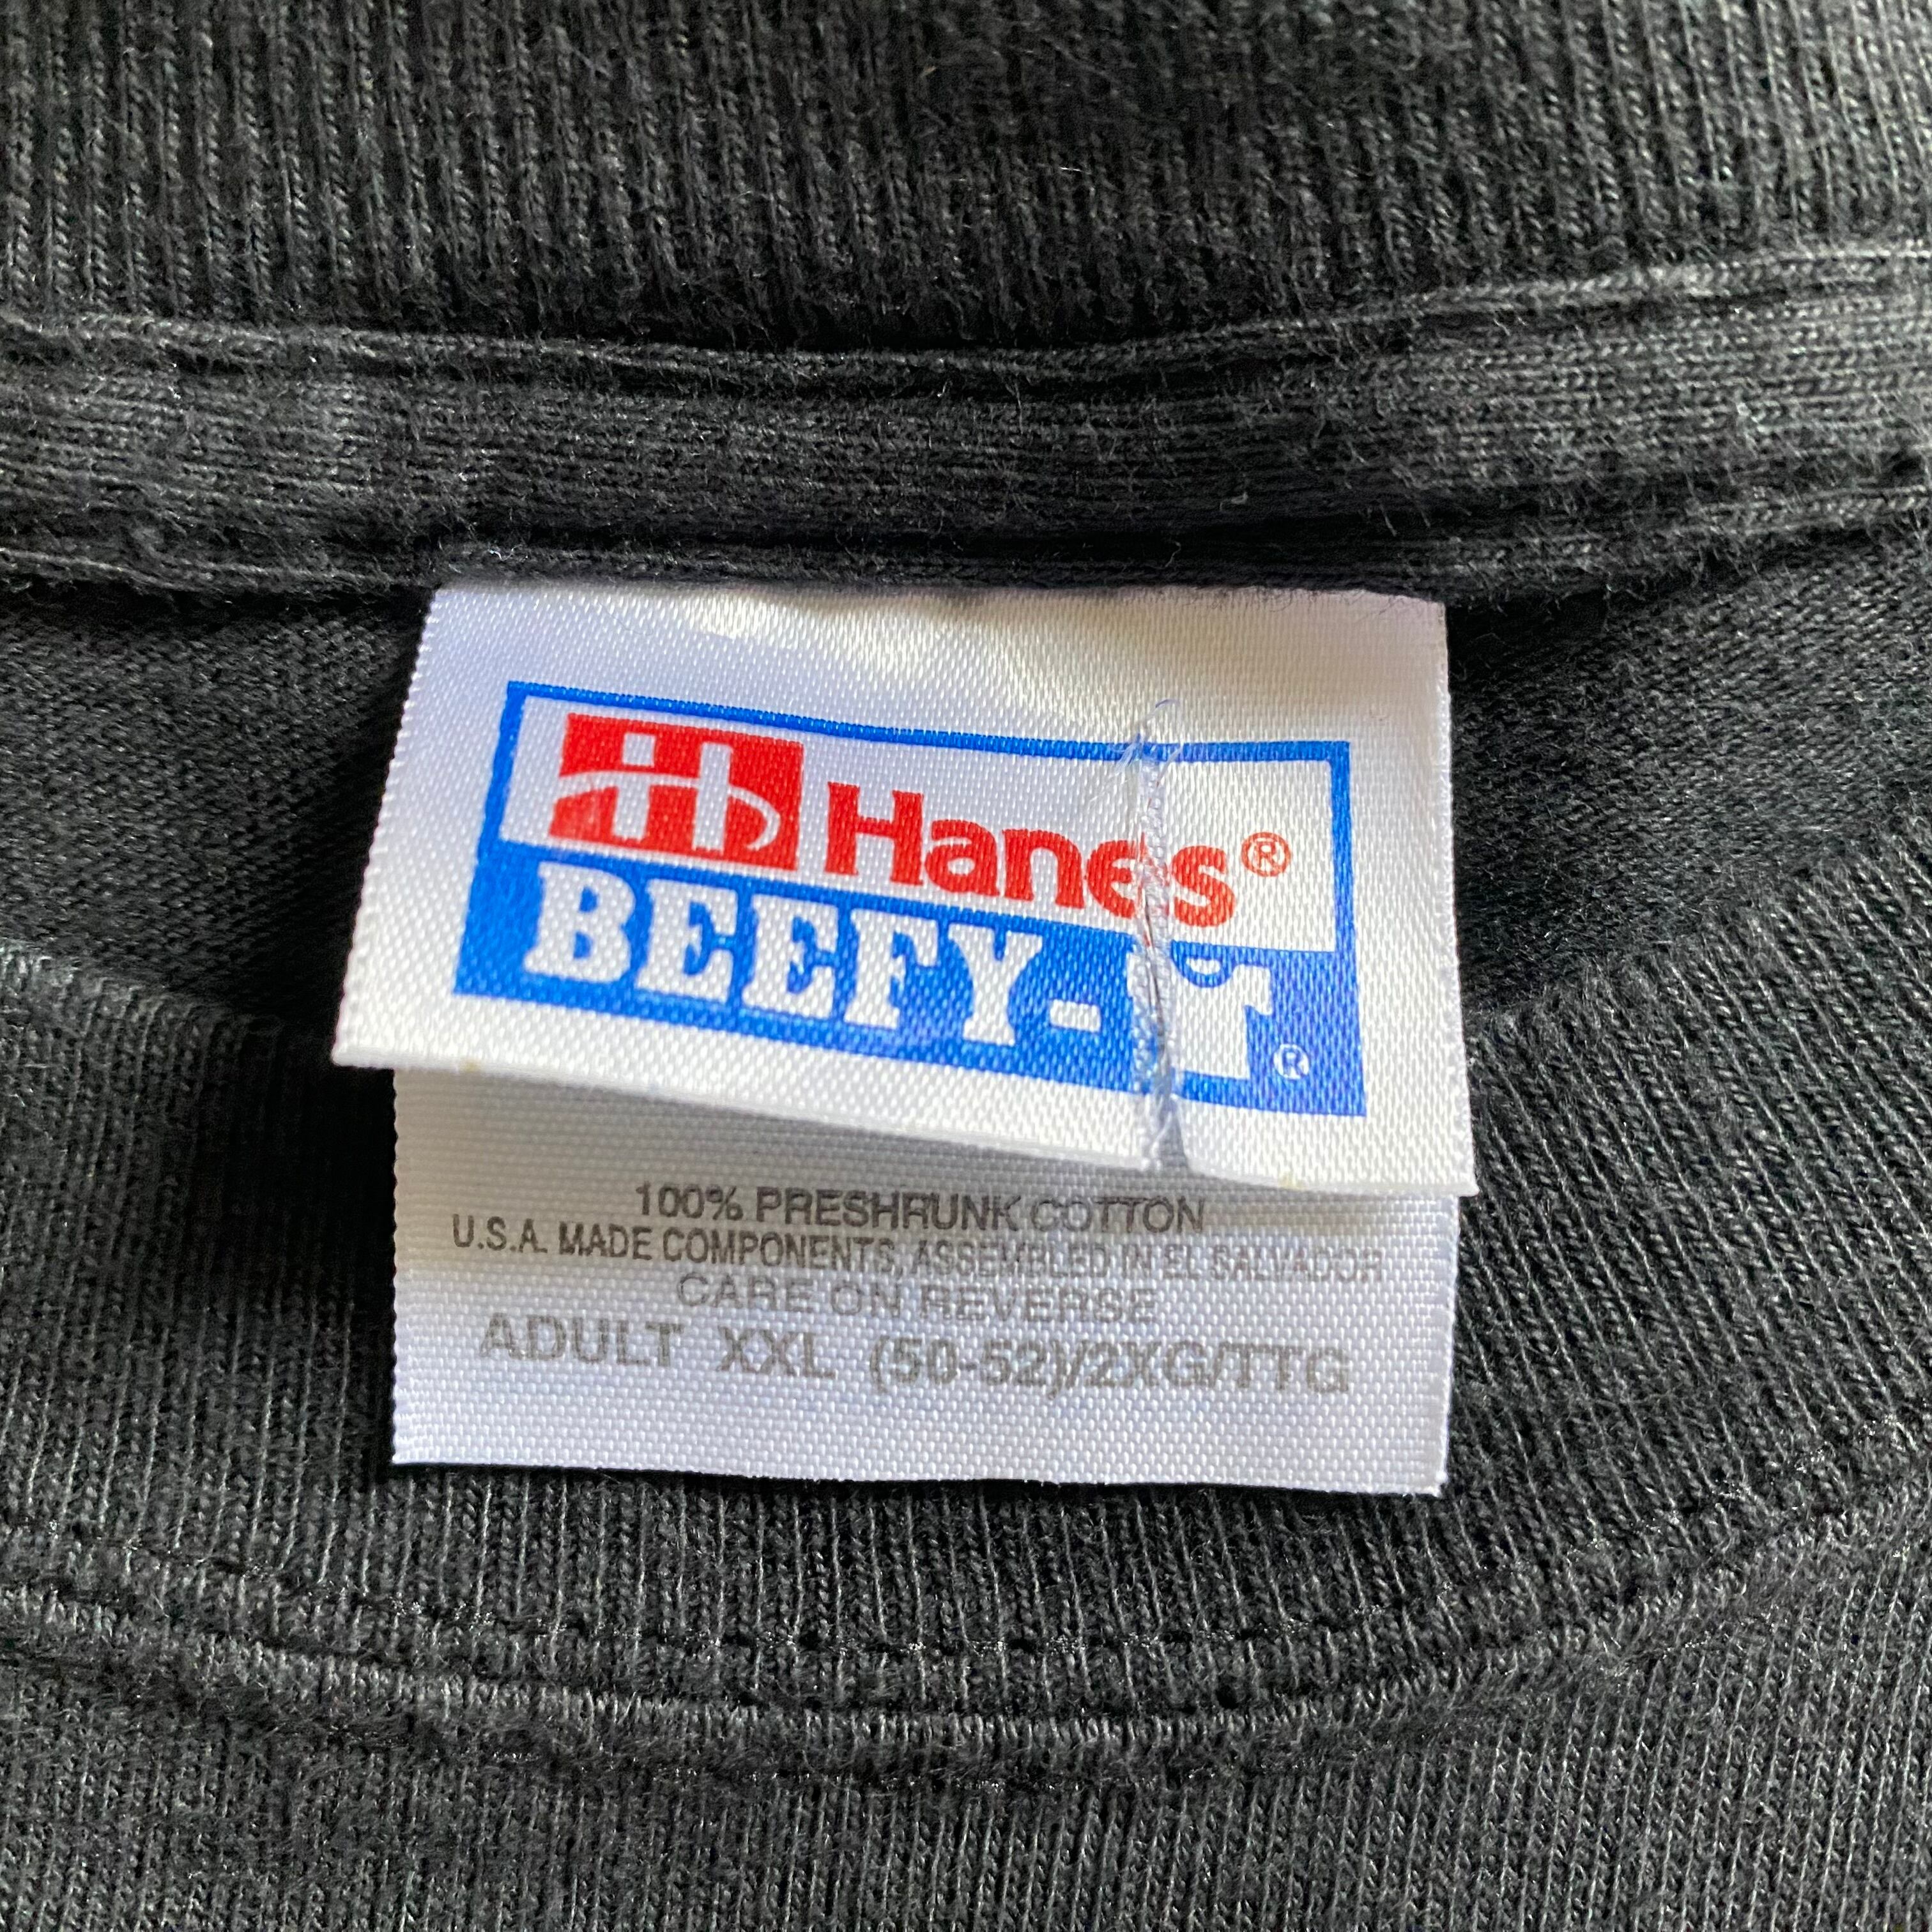 Hanes®
BEEFY-T®
100% PRESHRUNK COTTON
U.S.A. MADE COMPONENTS, ASSEMBLED IN EL SALVADOR
CARE ON REVERSE
ADULT XXL (50-52)/2XG/TTG